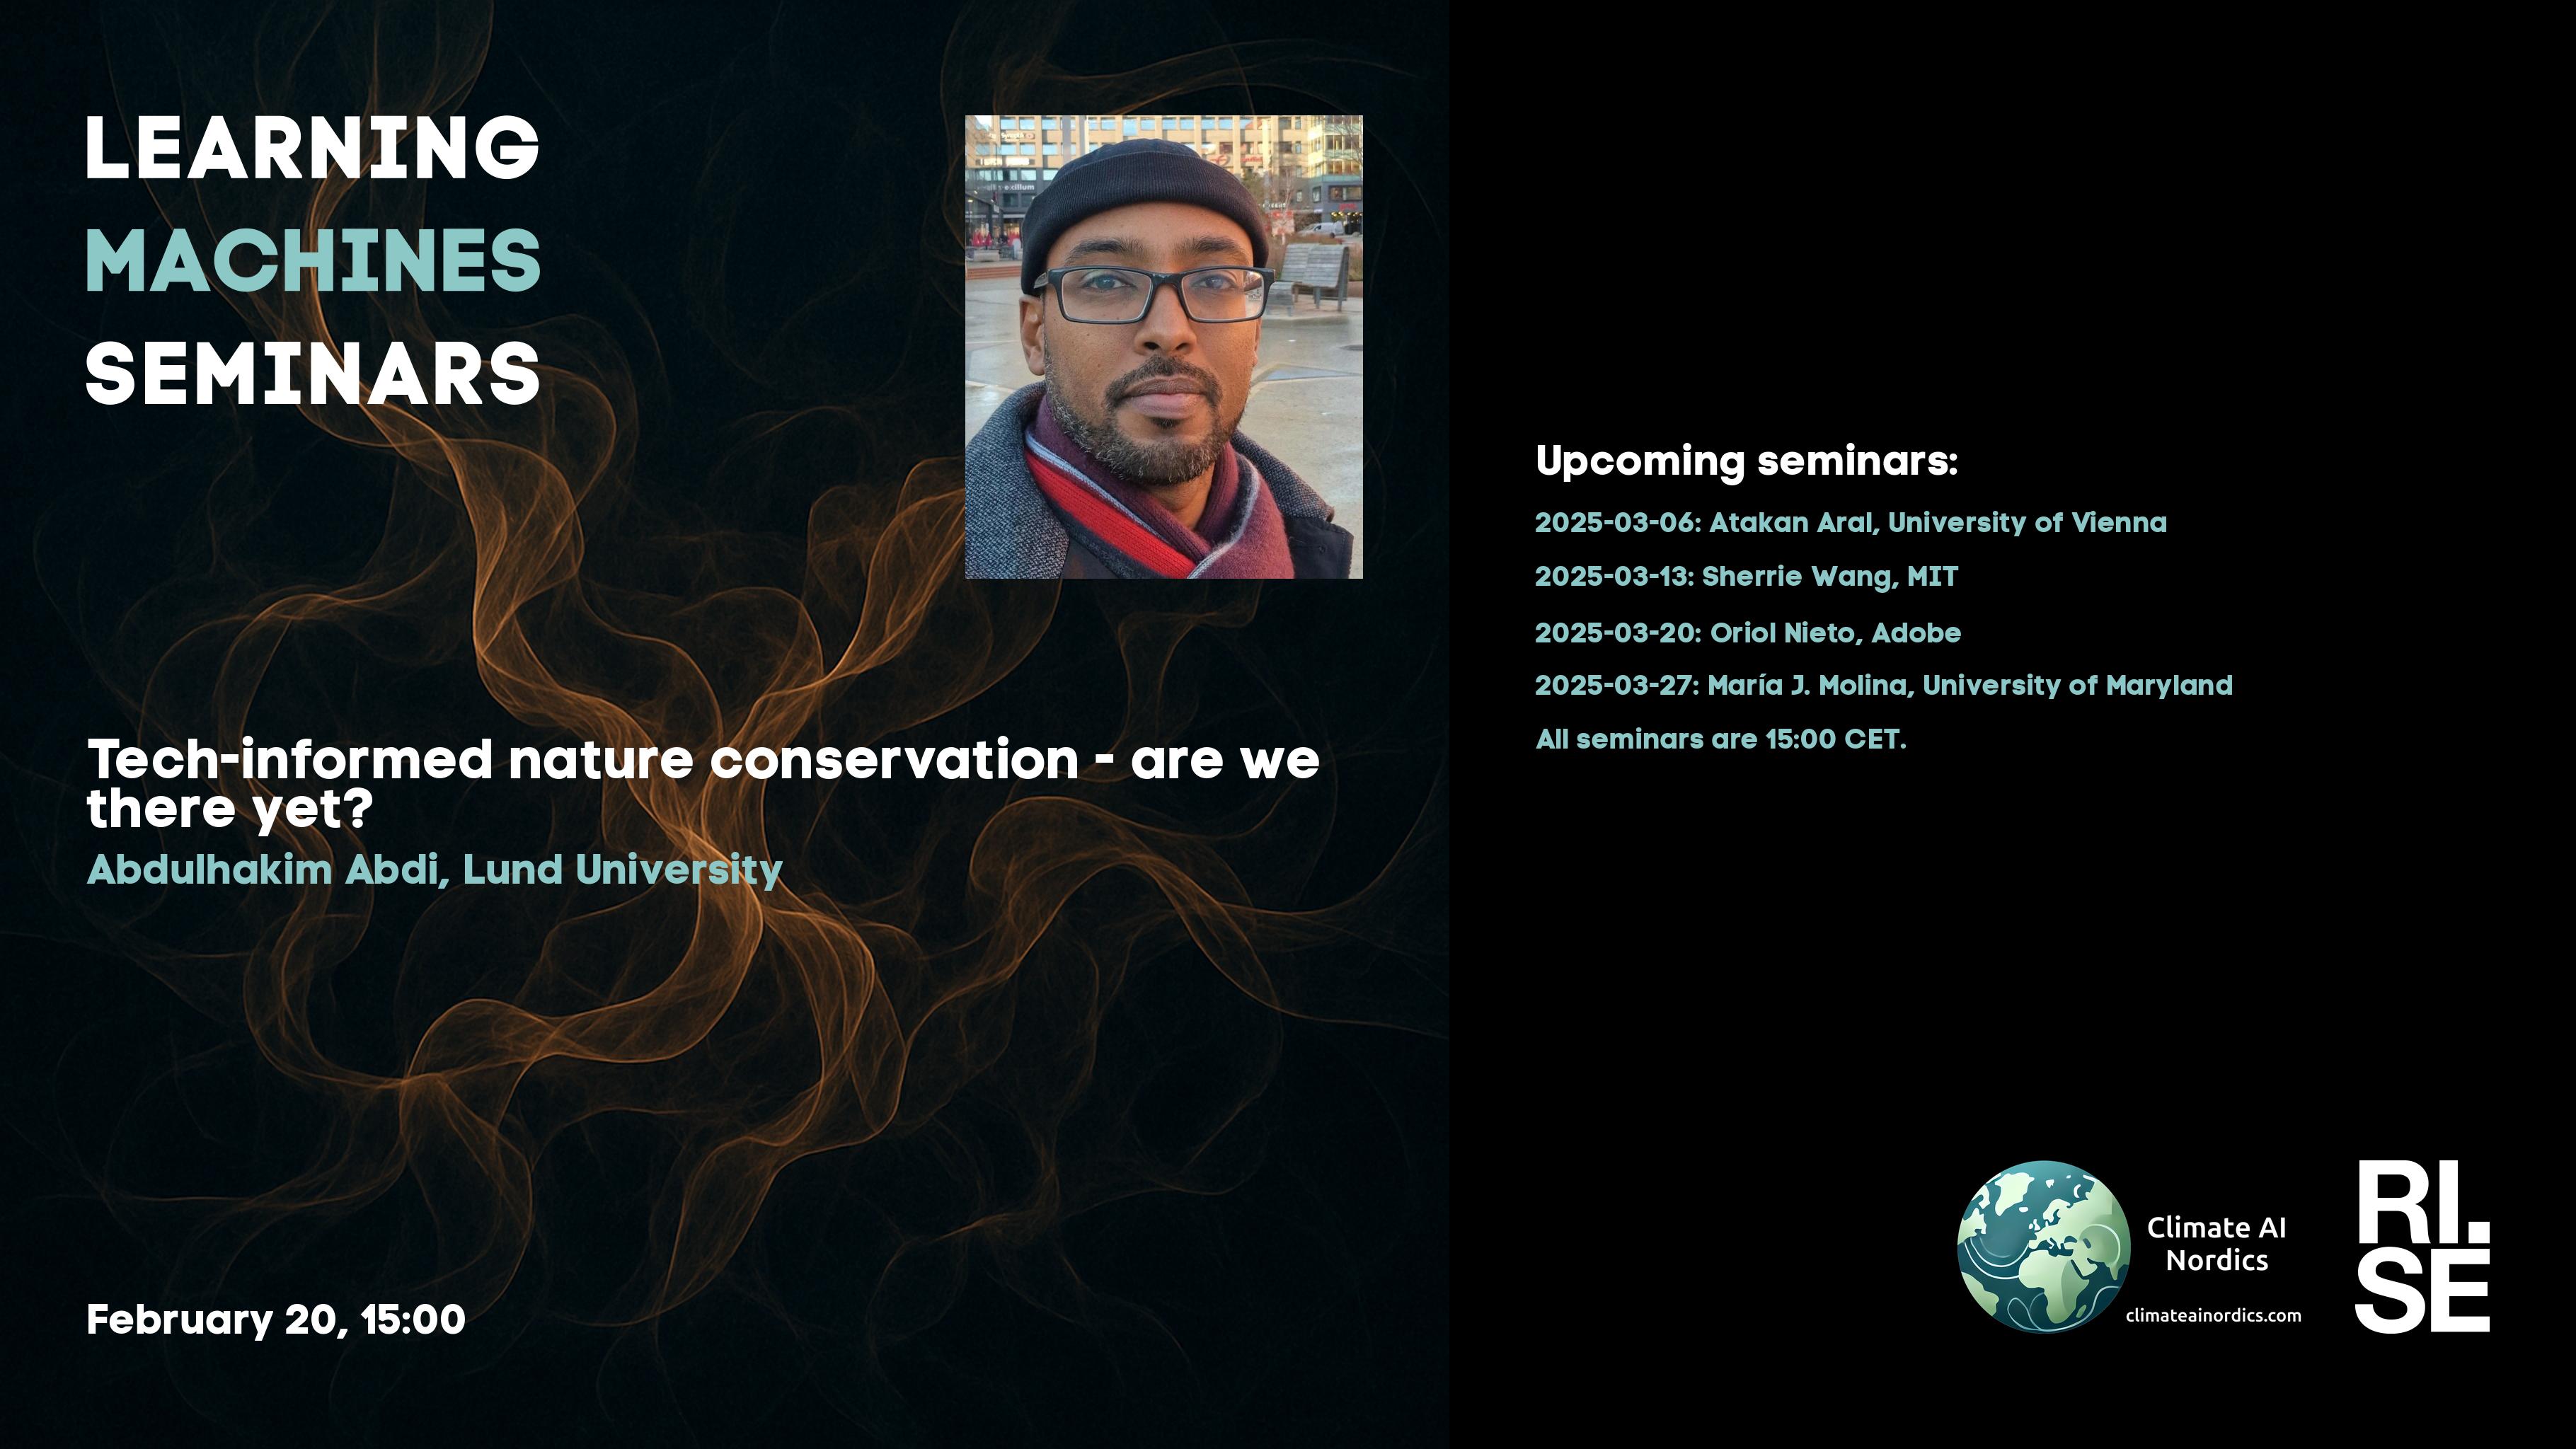 LEARNING
MACHINES
SEMINARS
Tech-informed nature conservation - are we
there yet?
Abdulhakim Abdi, Lund University
February 20, 15:00
Upcoming seminars:
2025-03-06: Atakan Aral, University of Vienna
2025-03-13: Sherrie Wang, MIT
2025-03-20: Oriol Nieto, Adobe
2025-03-27: María J. Molina, University of Maryland
All seminars are 15:00 CET.
Climate AI
Nordics
climateainordics.com
RI.
SE